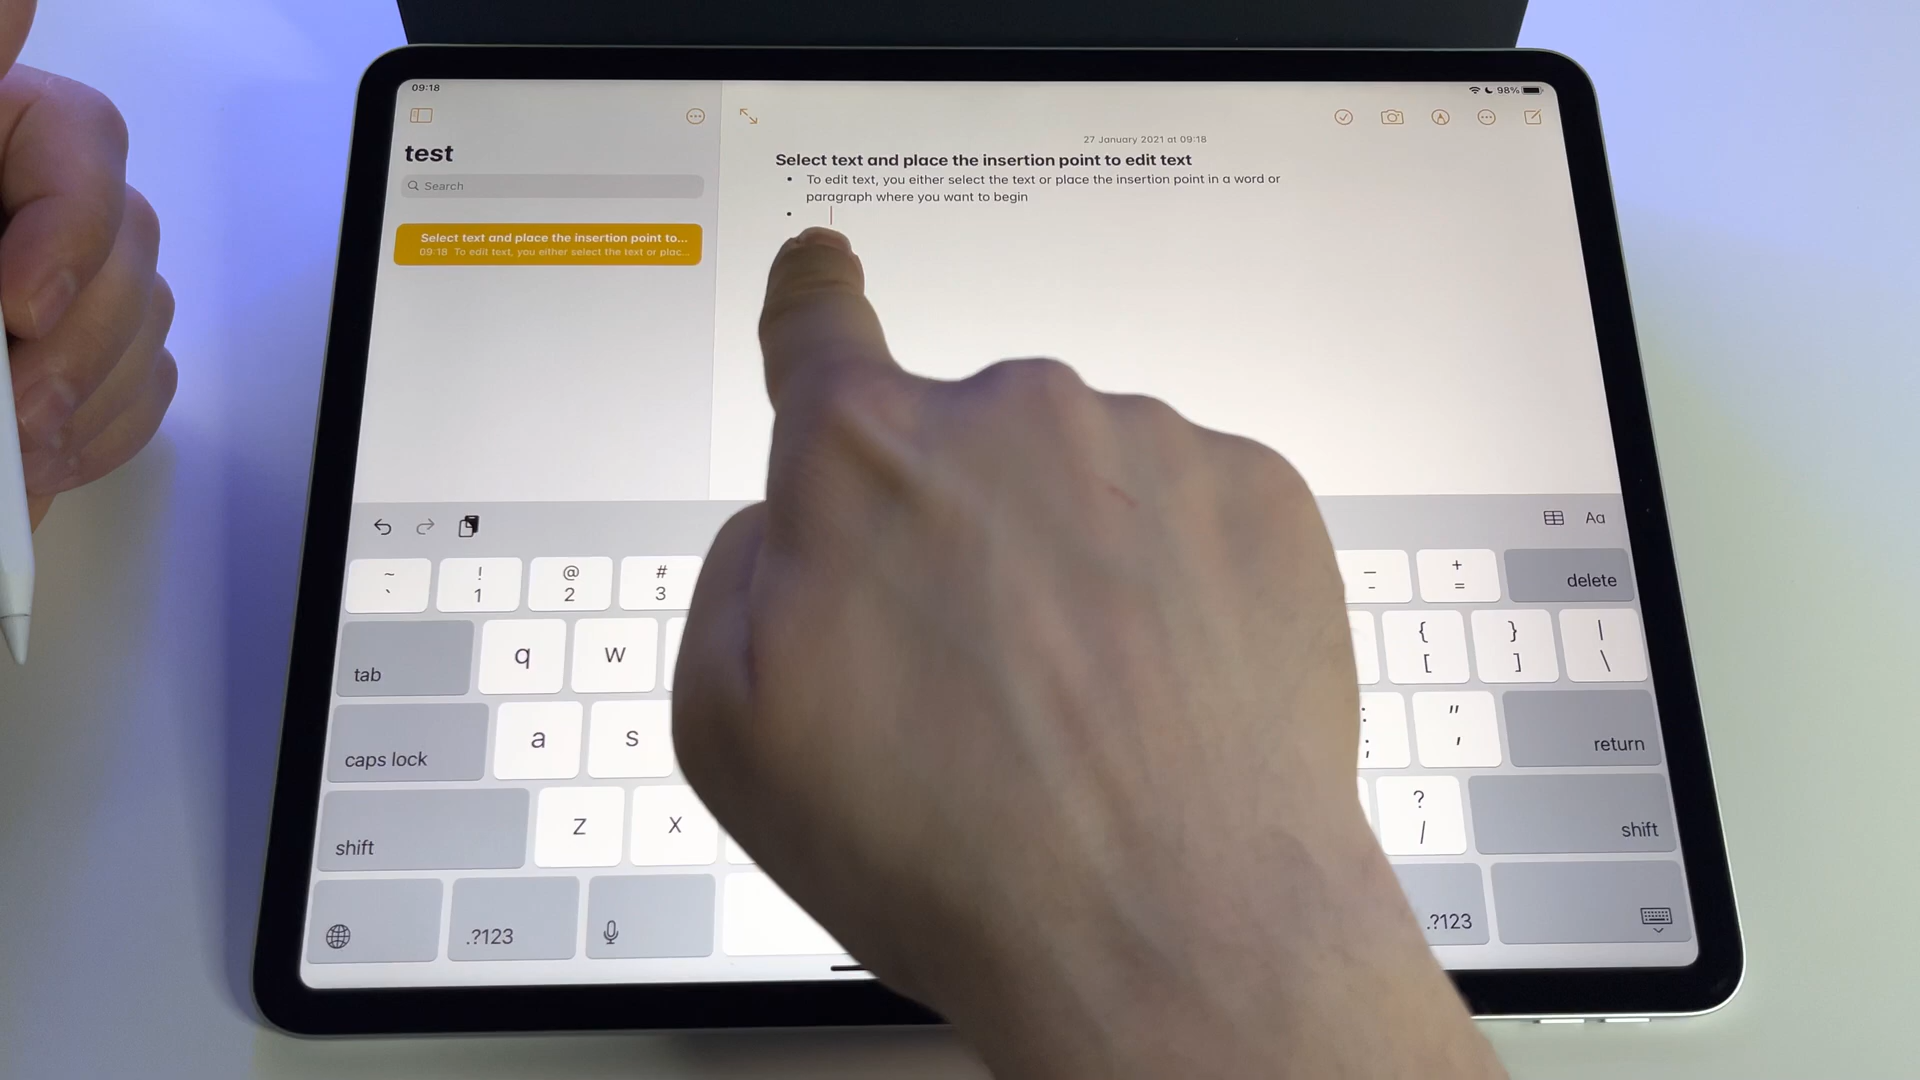 09:18
98%
test
Search
Select text and place the insertion point to...
09:18 To edit text, you either select the text or plac...
27 January 2021 at 09:18
Select text and place the insertion point to edit text
• To edit text, you either select the text or place the insertion point in a word or
paragraph where you want to begin
•
Aa
~ ! @ # — +
` 1 2 3 - = delete
tab q w { [ } ] | \
caps lock a s : ; " ' return
shift z x ? / shift
.?123 .?123